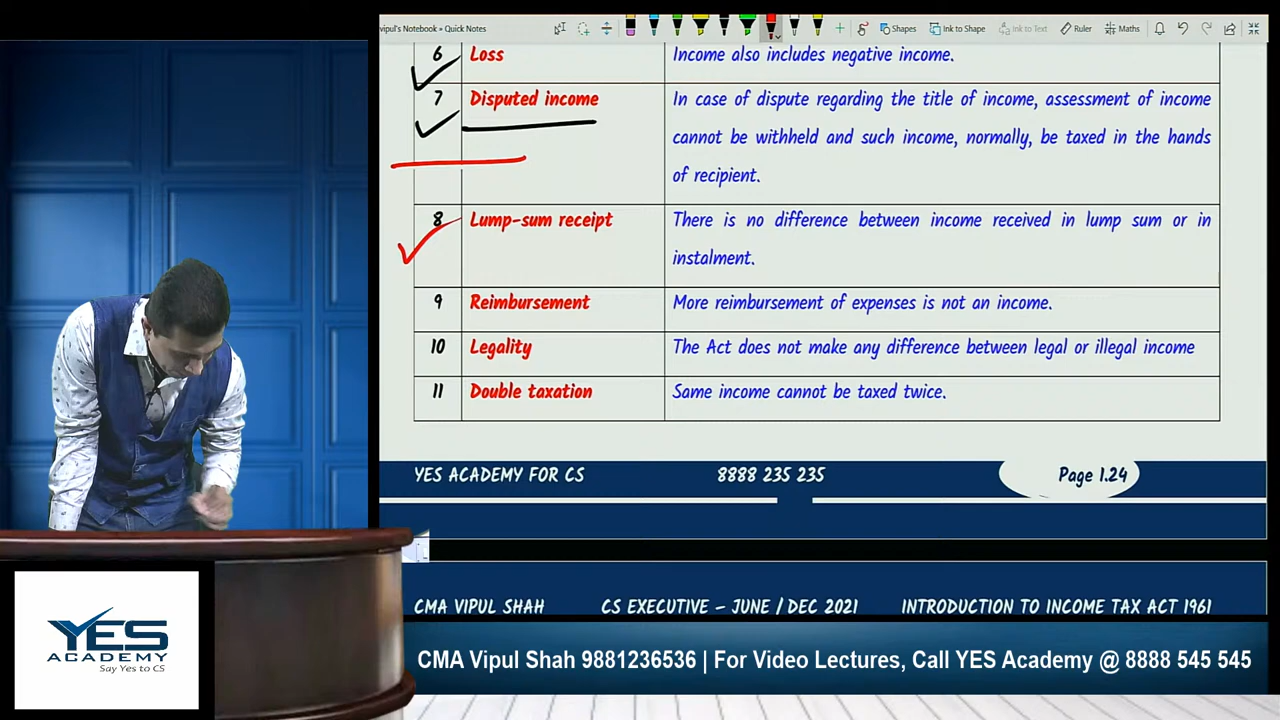 vipul's Notebook » Quick Notes
Shapes Ink to Shape Ink to Text Ruler Maths
6 Loss Income also includes negative income.
7 Disputed income In case of dispute regarding the title of income, assessment of income
cannot be withheld and such income, normally, be taxed in the hands
of recipient.
8 Lump-sum receipt There is no difference between income received in lump sum or in
instalment.
9 Reimbursement More reimbursement of expenses is not an income.
10 Legality The Act does not make any difference between legal or illegal income
11 Double taxation Same income cannot be taxed twice.
YES ACADEMY FOR CS 8888 235 235 Page 1.24
CMA VIPUL SHAH CS EXECUTIVE – JUNE / DEC 2021 INTRODUCTION TO INCOME TAX ACT 1961
YES
ACADEMY
Say Yes to CS
CMA Vipul Shah 9881236536 | For Video Lectures, Call YES Academy @ 8888 545 545